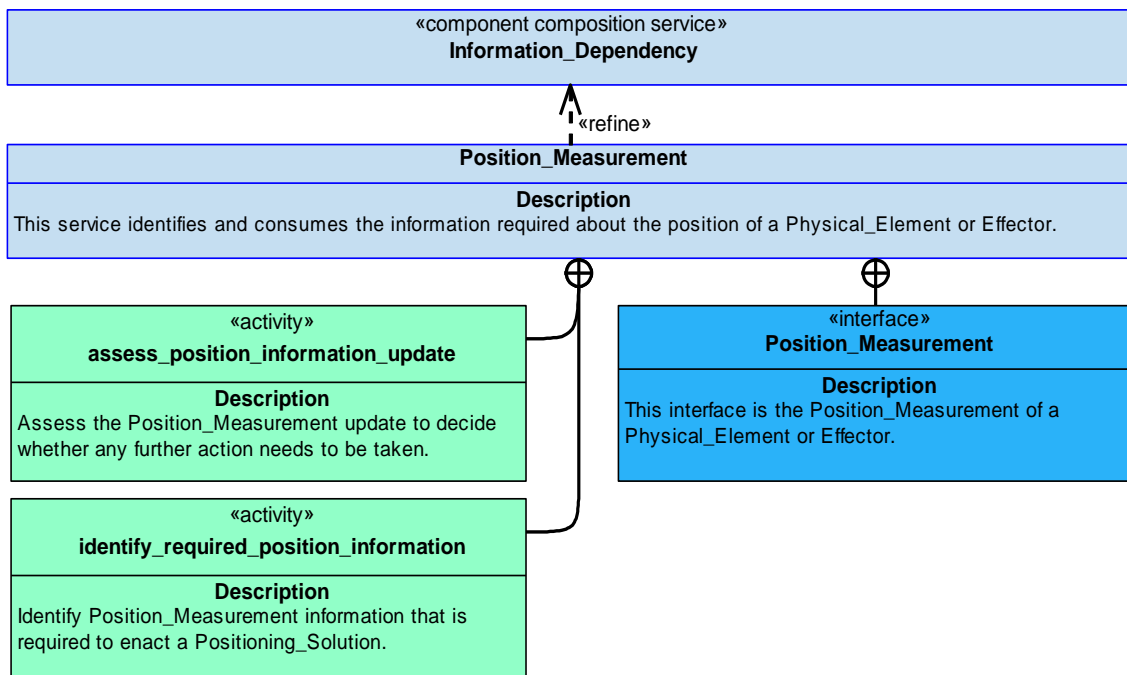 «component composition service»
Information_Dependency
«refine»
Position_Measurement
Description
This service identifies and consumes the information required about the position of a Physical_Element or Effector.
«activity»
assess_position_information_update
Description
Assess the Position_Measurement update to decide
whether any further action needs to be taken.
«interface»
Position_Measurement
Description
This interface is the Position_Measurement of a
Physical_Element or Effector.
«activity»
identify_required_position_information
Description
Identify Position_Measurement information that is
required to enact a Positioning_Solution.